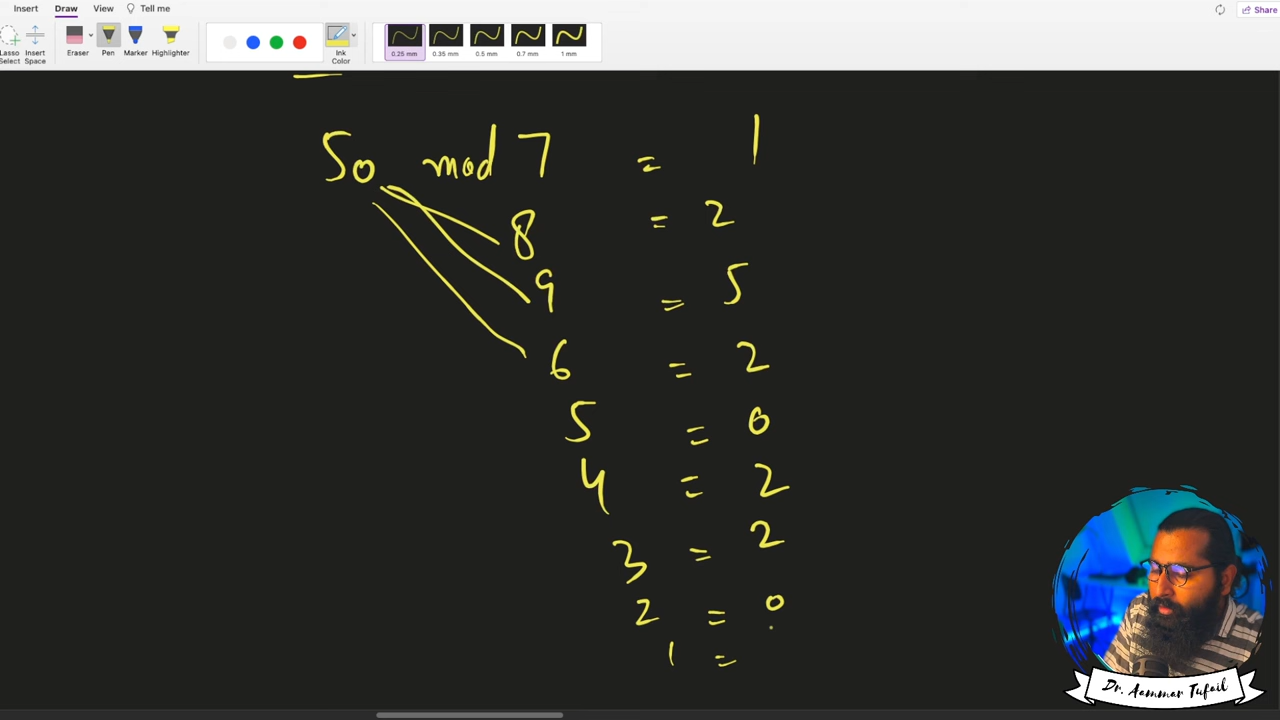 Insert Draw View Tell me Share
Lasso Select Insert Space Eraser Pen Marker Highlighter Ink Color 0.25 mm 0.35 mm 0.5 mm 0.7 mm 1 mm
50 mod 7 = 1
8 = 2
9 = 5
6 = 2
5 = 0
4 = 2
3 = 2
2 = 0
1 =
Dr. Aammar Tufail